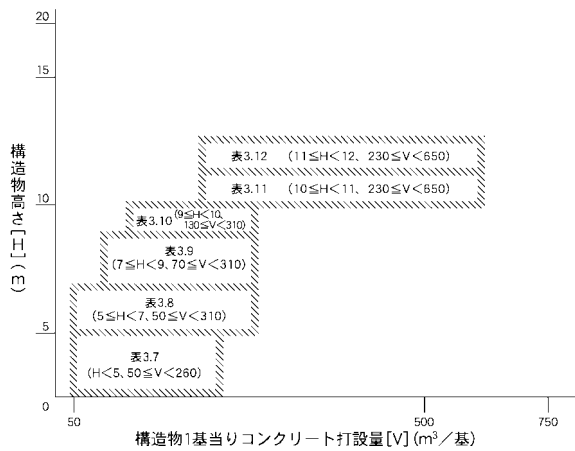 20
15
10
5
0
構造物高さ[H](m)
表3.12 (11≦H<12、230≦V<650)
表3.11 (10≦H<11、230≦V<650)
表3.10 (9≦H<10、
130≦V<310)
表3.9
(7≦H<9、70≦V<310)
表3.8
(5≦H<7、50≦V<310)
表3.7
(H<5、50≦V<260)
50 500 750
構造物1基当りコンクリート打設量[V](m³/基)